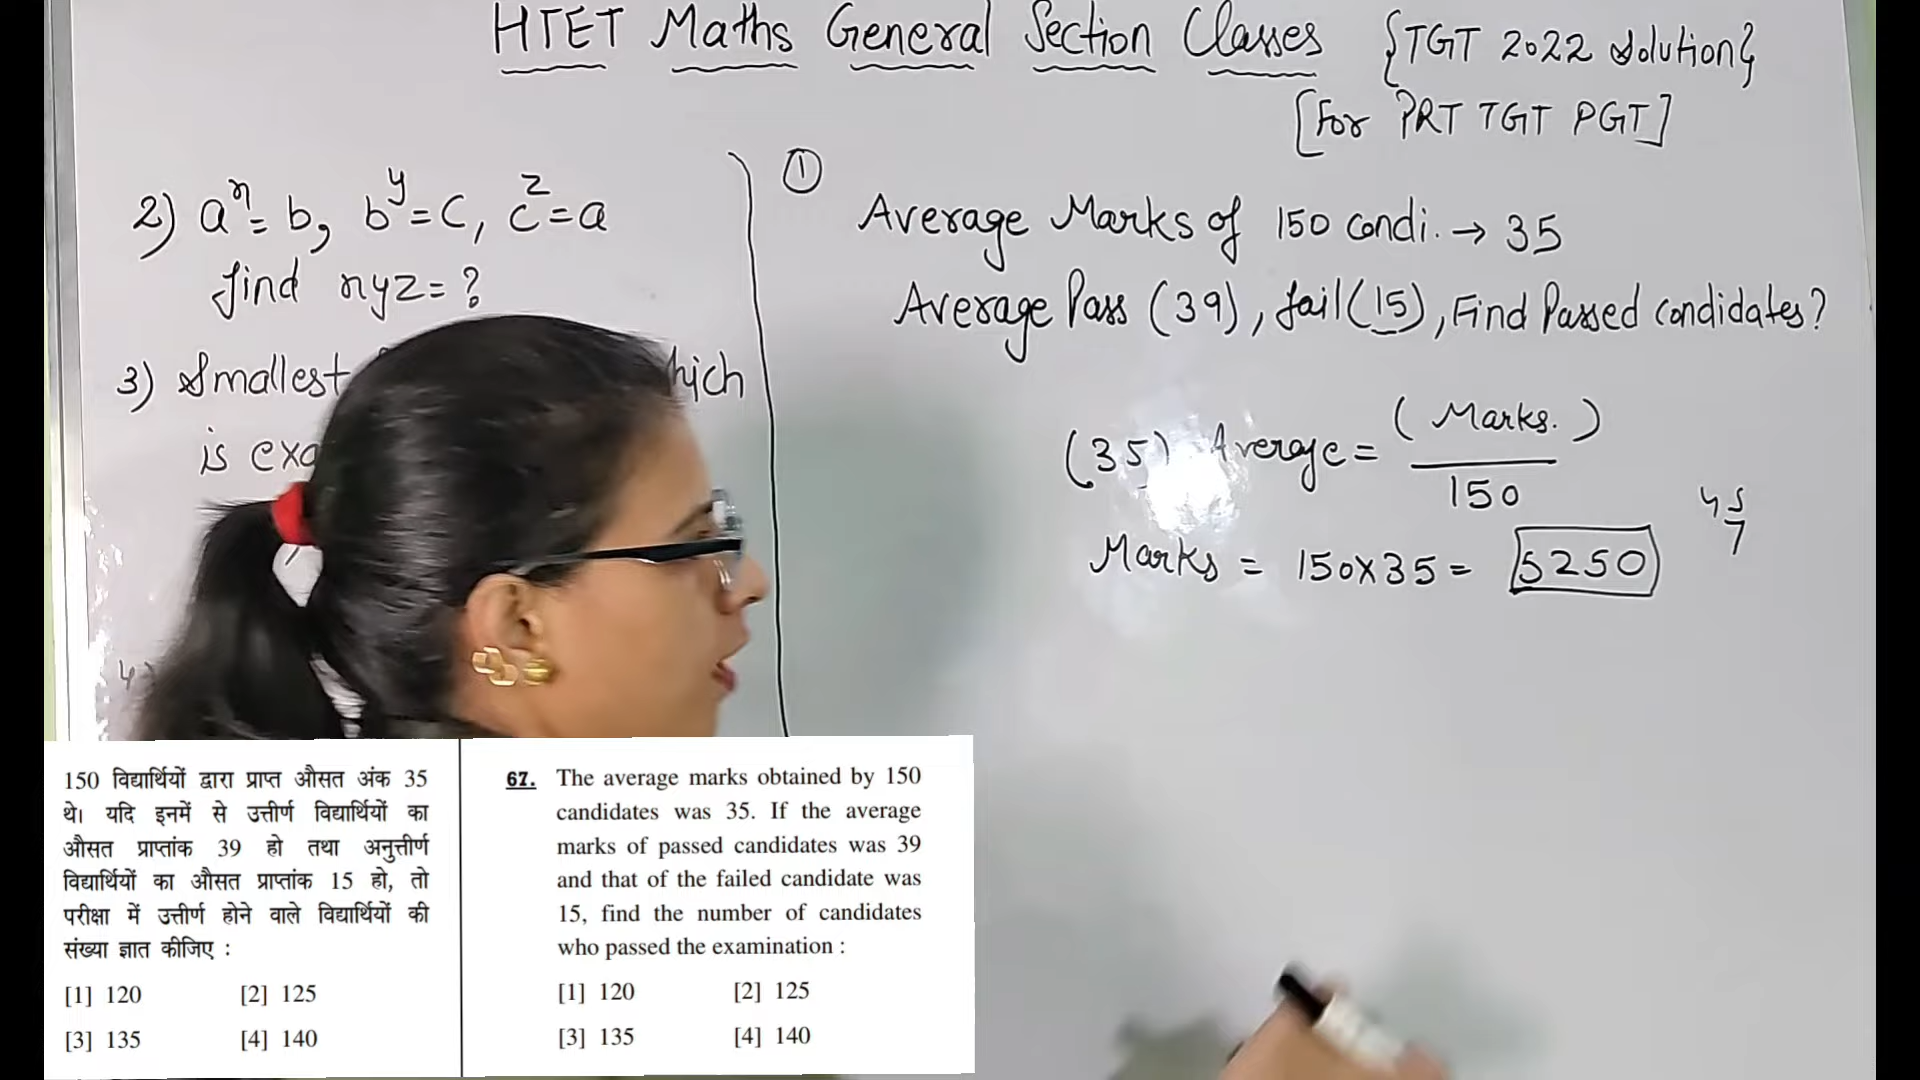 HTET Maths General Section Classes {TGT 2022 Solution}
[For PRT TGT PGT]
2) aˣ = b, bʸ = c, cᶻ = a
find xyz = ?
3) Smallest
is
4)
①
Average Marks of 150 candi. → 35
Average Pass (39), fail (15), Find Passed candidates?
(35) Average = (Marks.)
150
Marks = 150×35 = 5250
45
7
150 विद्यार्थियों द्वारा प्राप्त औसत अंक 35
थे। यदि इनमें से उत्तीर्ण विद्यार्थियों का
औसत प्राप्तांक 39 हो तथा अनुत्तीर्ण
विद्यार्थियों का औसत प्राप्तांक 15 हो, तो
परीक्षा में उत्तीर्ण होने वाले विद्यार्थियों की
संख्या ज्ञात कीजिए :
[1] 120 [2] 125
[3] 135 [4] 140
67. The average marks obtained by 150
candidates was 35. If the average
marks of passed candidates was 39
and that of the failed candidate was
15, find the number of candidates
who passed the examination :
[1] 120 [2] 125
[3] 135 [4] 140